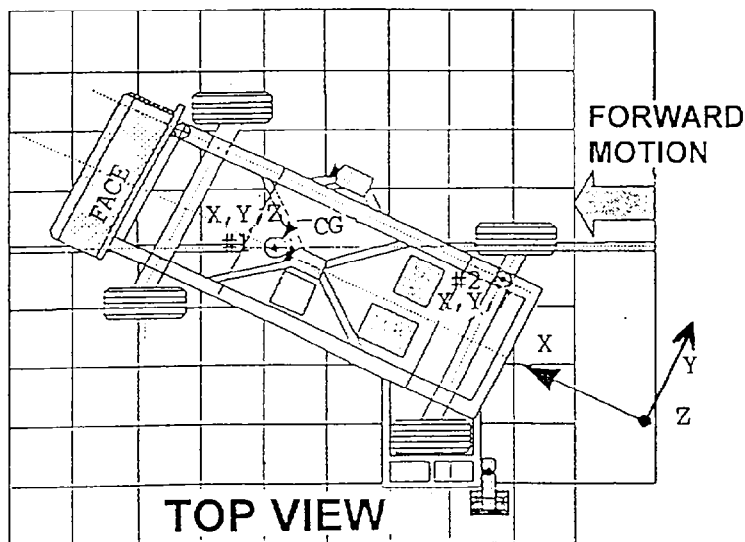 FORWARD
MOTION
FACE
X, Y, Z
CG
#1
#2
X, Y
X
Y
Z
TOP VIEW